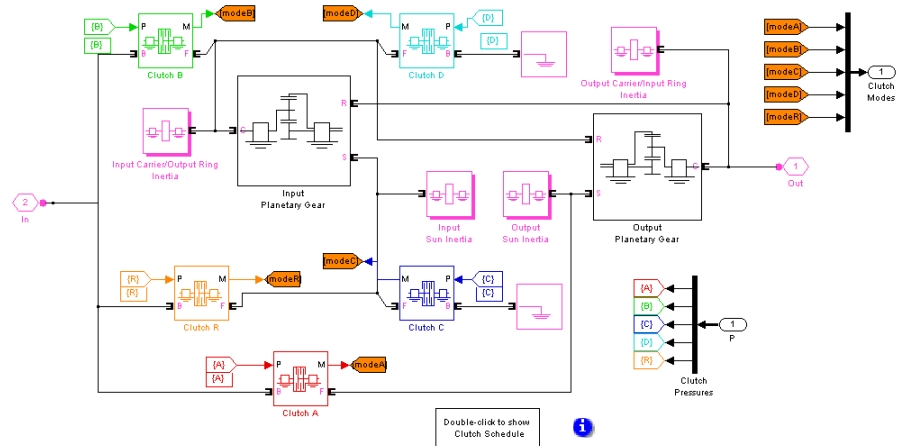 [modeB]
[modeD]
{B}
P
M
M
P
{D}
{B}
B
F
F
B
{D}
Clutch B
Clutch D
[modeA]
[modeB]
[modeC]
[modeD]
[modeR]
1
Clutch
Modes
Output Carrier/Input Ring
Inertia
R
C
S
Input
Planetary Gear
Input Carrier/Output Ring
Inertia
R
C
S
Output
Planetary Gear
1
Out
2
In
Input
Sun Inertia
Output
Sun Inertia
[modeC]
{R}
P
M
[modeR]
M
P
{C}
{R}
B
F
F
B
{C}
Clutch R
Clutch C
{A}
{B}
{C}
{D}
{R}
1
P
Clutch
Pressures
{A}
P
M
[modeA]
{A}
B
F
Clutch A
Double-click to show
Clutch Schedule
i